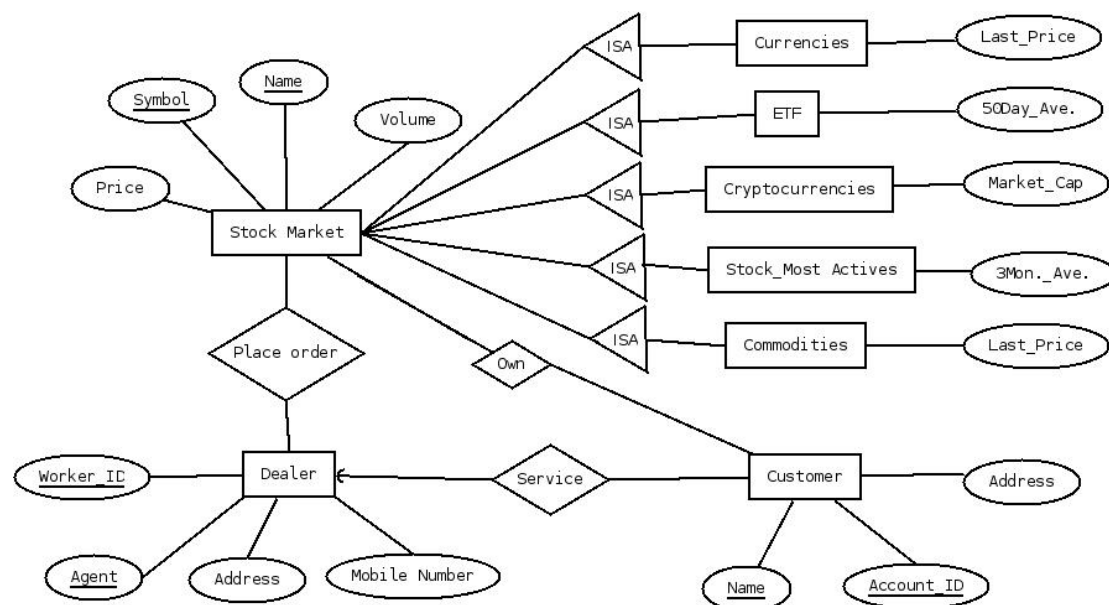 ISA
Currencies
Last_Price
Name
Symbol
Volume
ISA
ETF
50Day_Ave.
Price
ISA
Cryptocurrencies
Market_Cap
Stock Market
ISA
Stock_Most Actives
3Mon._Ave.
ISA
Commodities
Last_Price
Place order
Own
Worker_ID
Dealer
Service
Customer
Address
Agent
Address
Mobile Number
Name
Account_ID